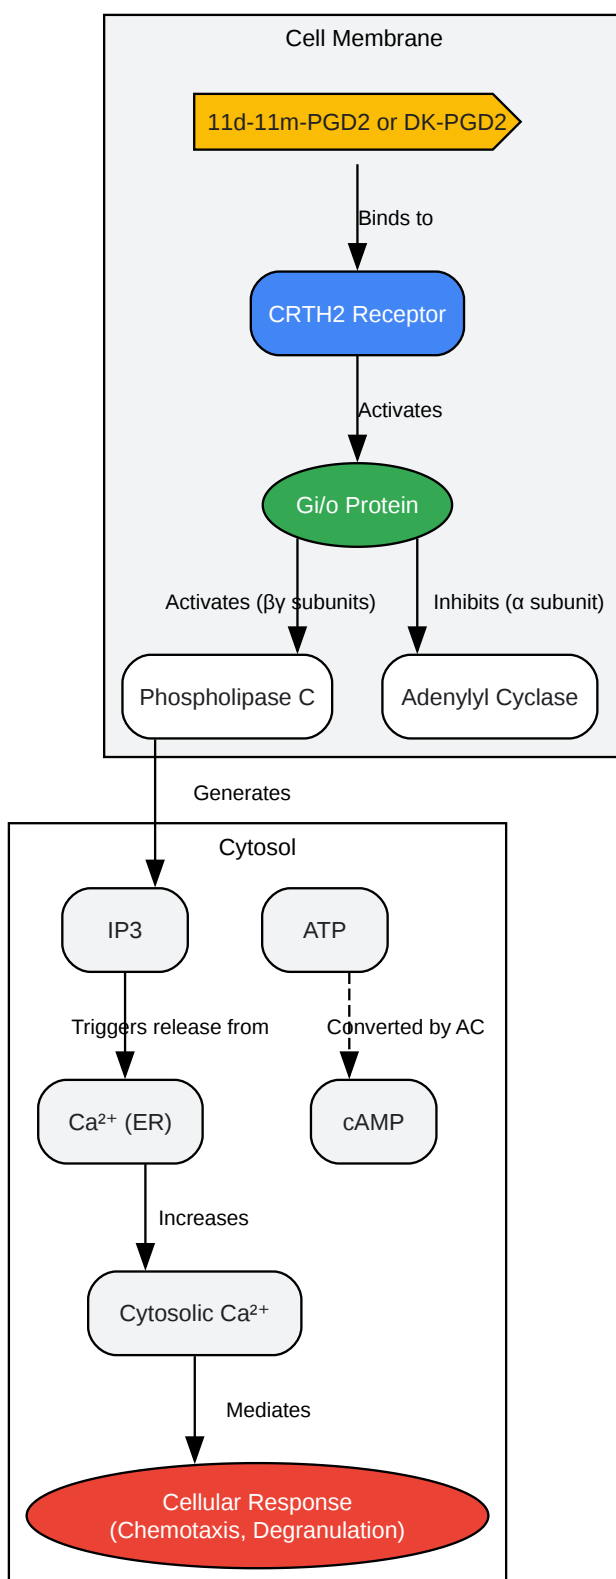 Cell Membrane
11d-11m-PGD2 or DK-PGD2
Binds to
CRTH2 Receptor
Activates
Gi/o Protein
Activates (βγ subunits)
Inhibits (α subunit)
Phospholipase C
Adenylyl Cyclase
Generates
Cytosol
IP3
ATP
Triggers release from
Converted by AC
Ca²⁺ (ER)
cAMP
Increases
Cytosolic Ca²⁺
Mediates
Cellular Response
(Chemotaxis, Degranulation)